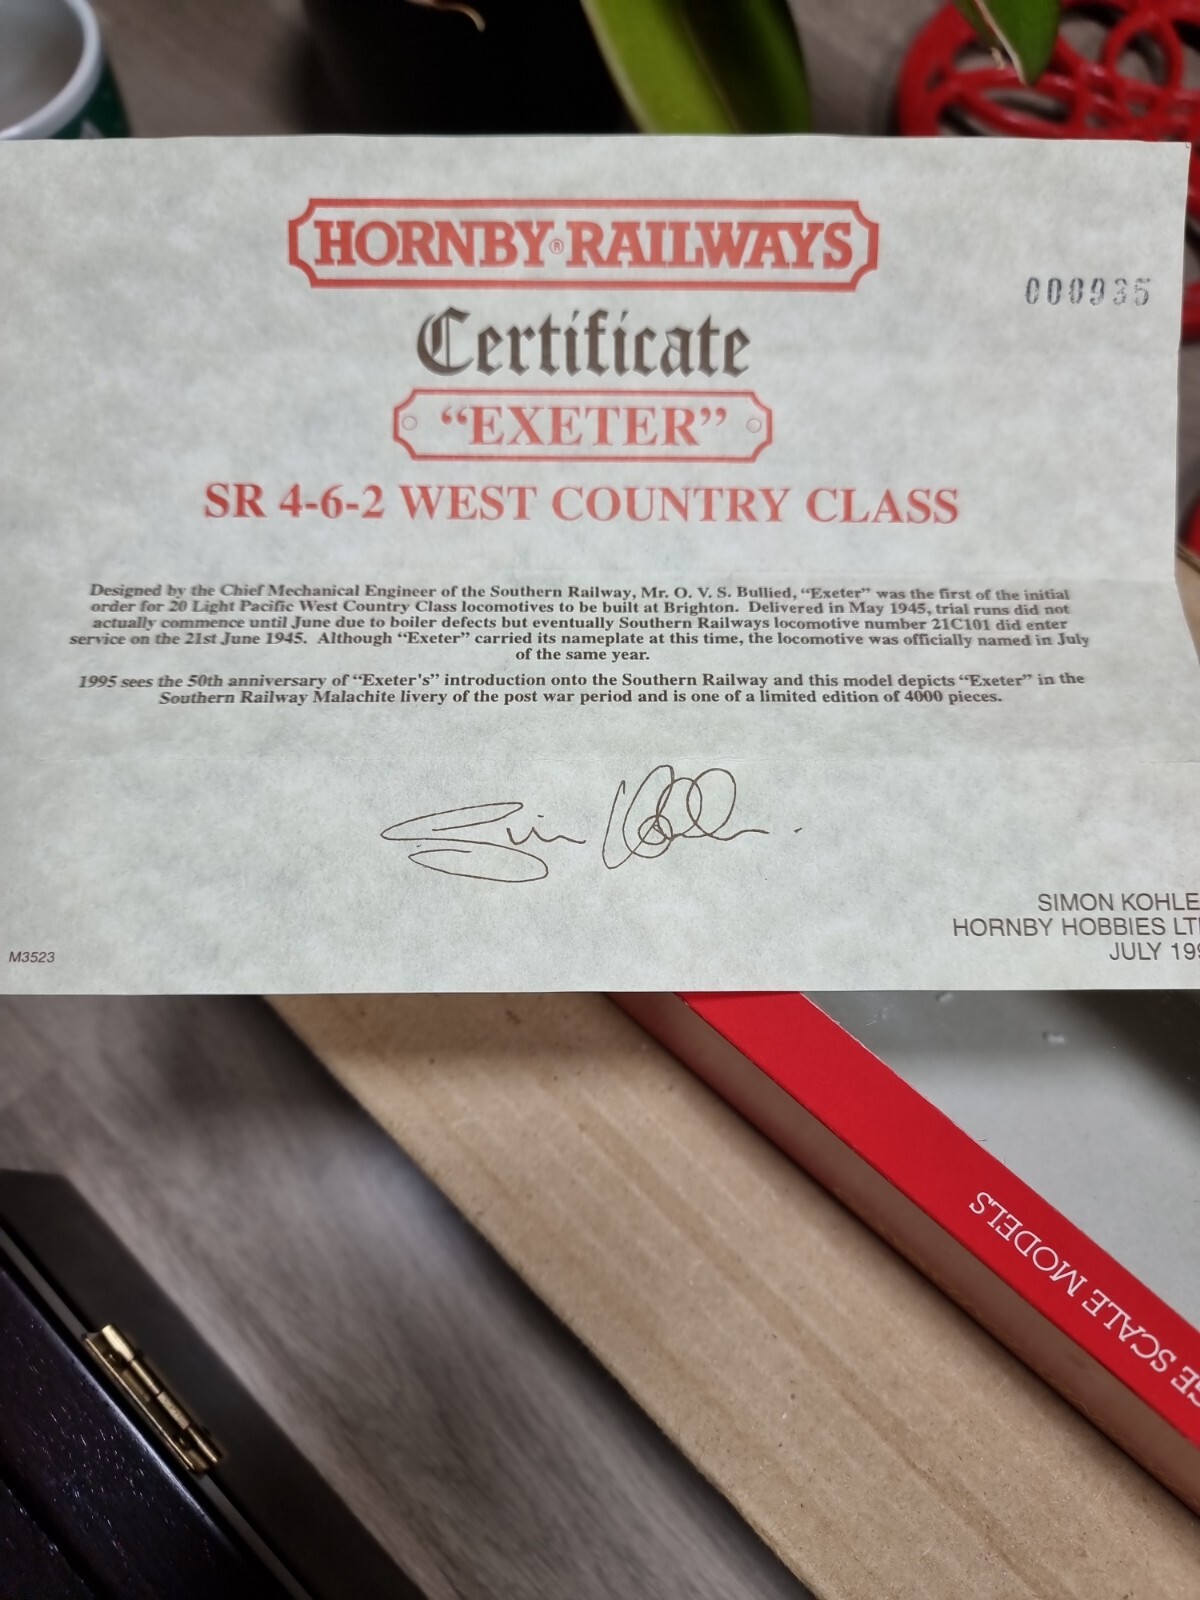 HORNBY® RAILWAYS
000935
Certificate
"EXETER"
SR 4-6-2 WEST COUNTRY CLASS
Designed by the Chief Mechanical Engineer of the Southern Railway, Mr. O. V. S. Bullied, "Exeter" was the first of the initial
order for 20 Light Pacific West Country Class locomotives to be built at Brighton. Delivered in May 1945, trial runs did not
actually commence until June due to boiler defects but eventually Southern Railways locomotive number 21C101 did enter
service on the 21st June 1945. Although "Exeter" carried its nameplate at this time, the locomotive was officially named in July
of the same year.
1995 sees the 50th anniversary of "Exeter's" introduction onto the Southern Railway and this model depicts "Exeter" in the
Southern Railway Malachite livery of the post war period and is one of a limited edition of 4000 pieces.
Simon Kohler.
SIMON KOHLE
HORNBY HOBBIES LT
JULY 199
M3523
GE SCALE MODELS